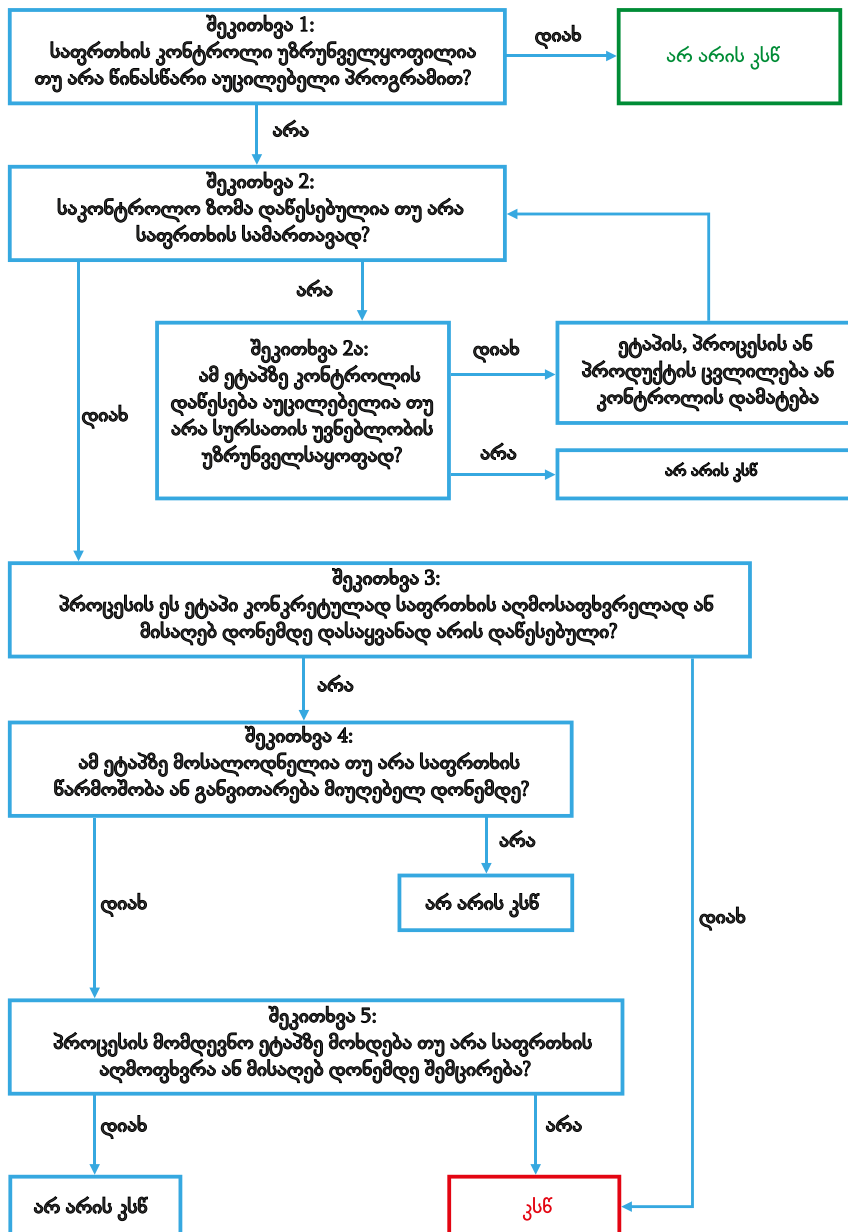 შეკითხვა 1:
საფრთხის კონტროლი უზრუნველყოფილია
თუ არა წინასწარი აუცილებელი პროგრამით?
დიახ
არ არის კსწ
არა
შეკითხვა 2:
საკონტროლო ზომა დაწესებულია თუ არა
საფრთხის სამართავად?
არა
შეკითხვა 2ა:
ამ ეტაპზე კონტროლის
დაწესება აუცილებელია თუ
არა სურსათის უვნებლობის
უზრუნველსაყოფად?
დიახ
ეტაპის, პროცესის ან
პროდუქტის ცვლილება ან
კონტროლის დამატება
არა
არ არის კსწ
დიახ
შეკითხვა 3:
პროცესის ეს ეტაპი კონკრეტულად საფრთხის აღმოსაფხვრელად ან
მისაღებ დონემდე დასაყვანად არის დაწესებული?
არა
შეკითხვა 4:
ამ ეტაპზე მოსალოდნელია თუ არა საფრთხის
წარმოშობა ან განვითარება მიუღებელ დონემდე?
არა
არ არის კსწ
დიახ
დიახ
შეკითხვა 5:
პროცესის მომდევნო ეტაპზე მოხდება თუ არა საფრთხის
აღმოფხვრა ან მისაღებ დონემდე შემცირება?
დიახ
არა
არ არის კსწ
კსწ